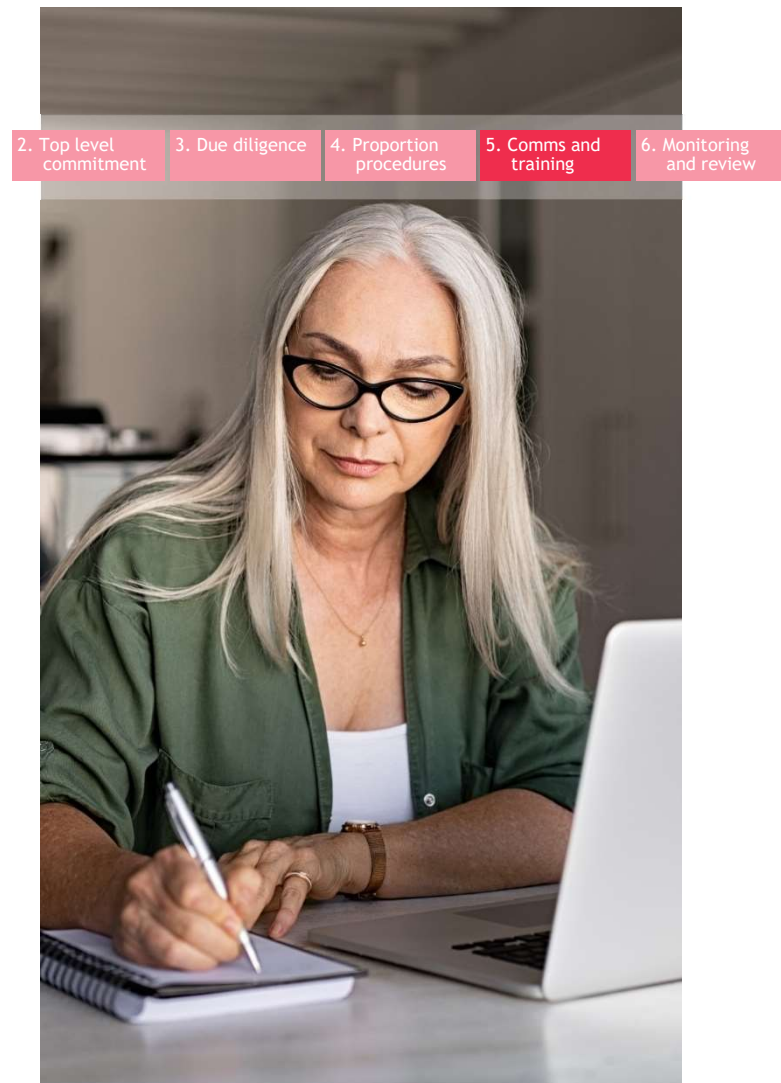 2. Top level
commitment
3. Due diligence
4. Proportion
procedures
5. Comms and
training
6. Monitoring
and review